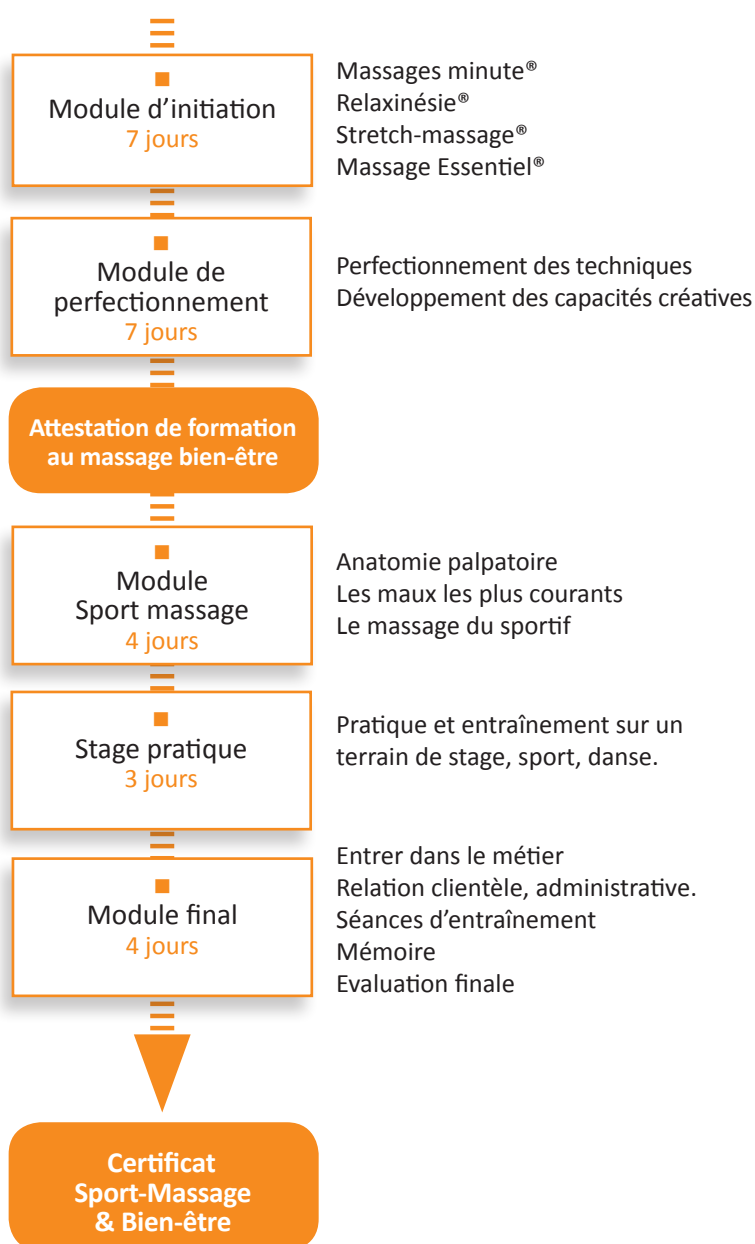 Module d'initiation
7 jours
Massages minute®
Relaxinésie®
Stretch-massage®
Massage Essentiel®
Module de
perfectionnement
7 jours
Perfectionnement des techniques
Développement des capacités créatives
Attestation de formation
au massage bien-être
Module
Sport massage
4 jours
Anatomie palpatoire
Les maux les plus courants
Le massage du sportif
Stage pratique
3 jours
Pratique et entraînement sur un
terrain de stage, sport, danse.
Module final
4 jours
Entrer dans le métier
Relation clientèle, administrative.
Séances d'entraînement
Mémoire
Evaluation finale
Certificat
Sport-Massage
& Bien-être